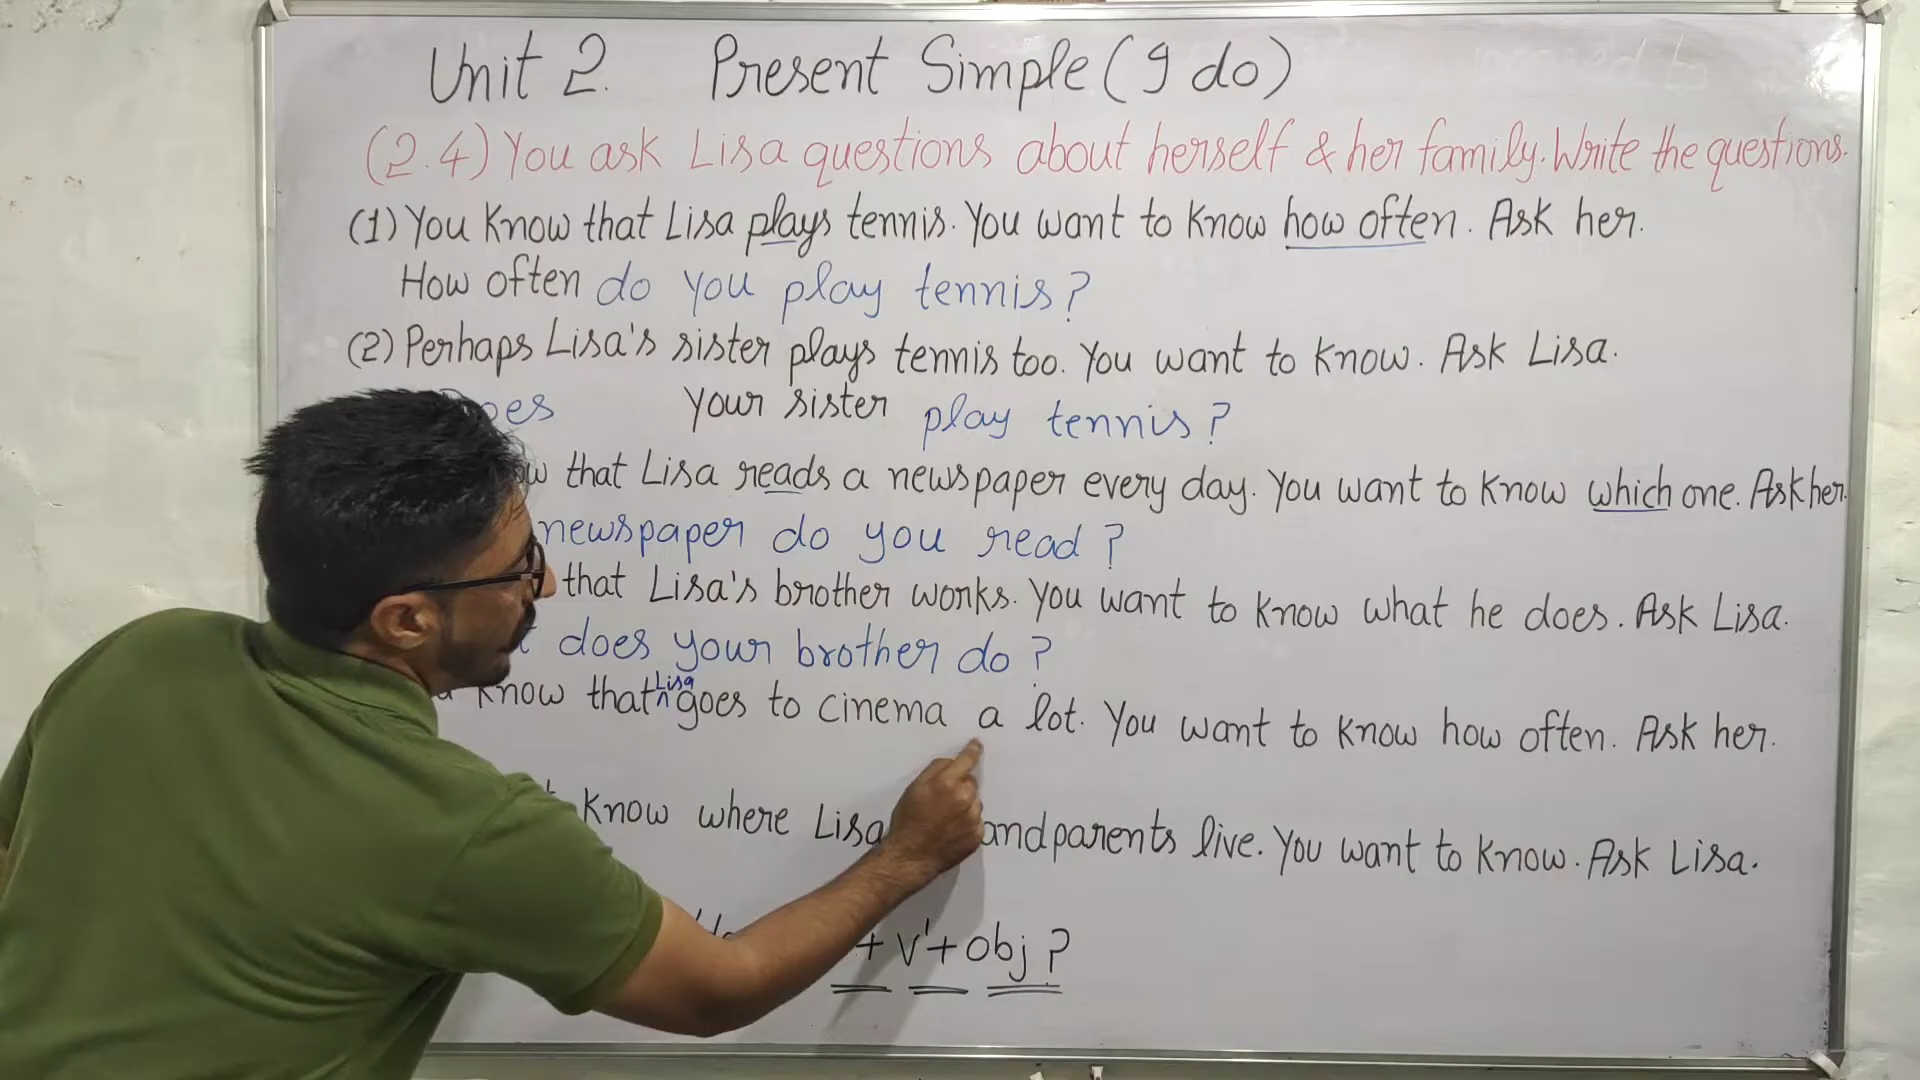 Unit 2. Present Simple (I do)
(2.4) You ask Lisa questions about herself & her family. Write the questions.
(1) You know that Lisa plays tennis. You want to know how often. Ask her.
How often do you play tennis?
(2) Perhaps Lisa's sister plays tennis too. You want to know. Ask Lisa.
Does your sister play tennis?
that Lisa reads a newspaper every day. You want to know which one. Ask her.
newspaper do you read?
that Lisa's brother works. You want to know what he does. Ask Lisa.
does your brother do?
know that Lisa goes to cinema a lot. You want to know how often. Ask her.
know where Lisa live. You want to know. Ask Lisa.
+ V¹ + obj ?